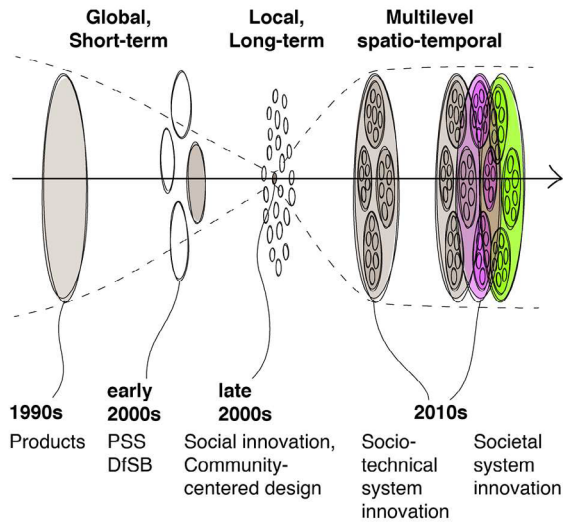 Global,
Short-term
Local,
Long-term
Multilevel
spatio-temporal
1990s
Products
early
2000s
PSS
DfSB
late
2000s
Social innovation,
Community-
centered design
2010s
Socio-
technical
system
innovation
Societal
system
innovation